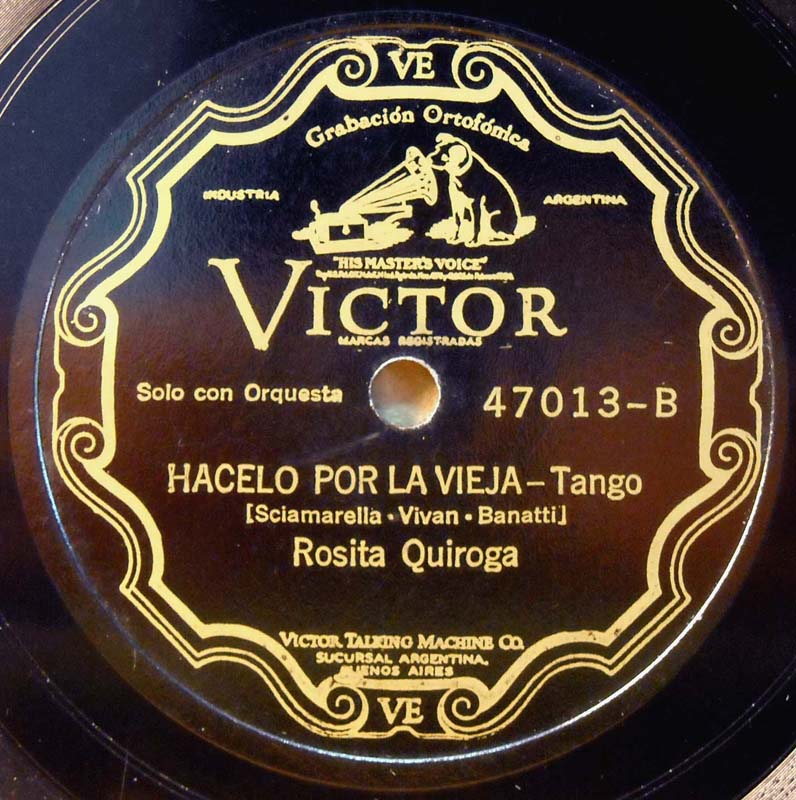 VE
Grabación Ortofónica
INDUSTRIA ARGENTINA
"HIS MASTER'S VOICE"
VICTOR
MARCAS REGISTRADAS
Solo con Orquesta 47013-B
HACELO POR LA VIEJA - Tango
[Sciamarella • Vivan • Banatti]
Rosita Quiroga
VICTOR TALKING MACHINE CO.
SUCURSAL ARGENTINA,
BUENOS AIRES
VE